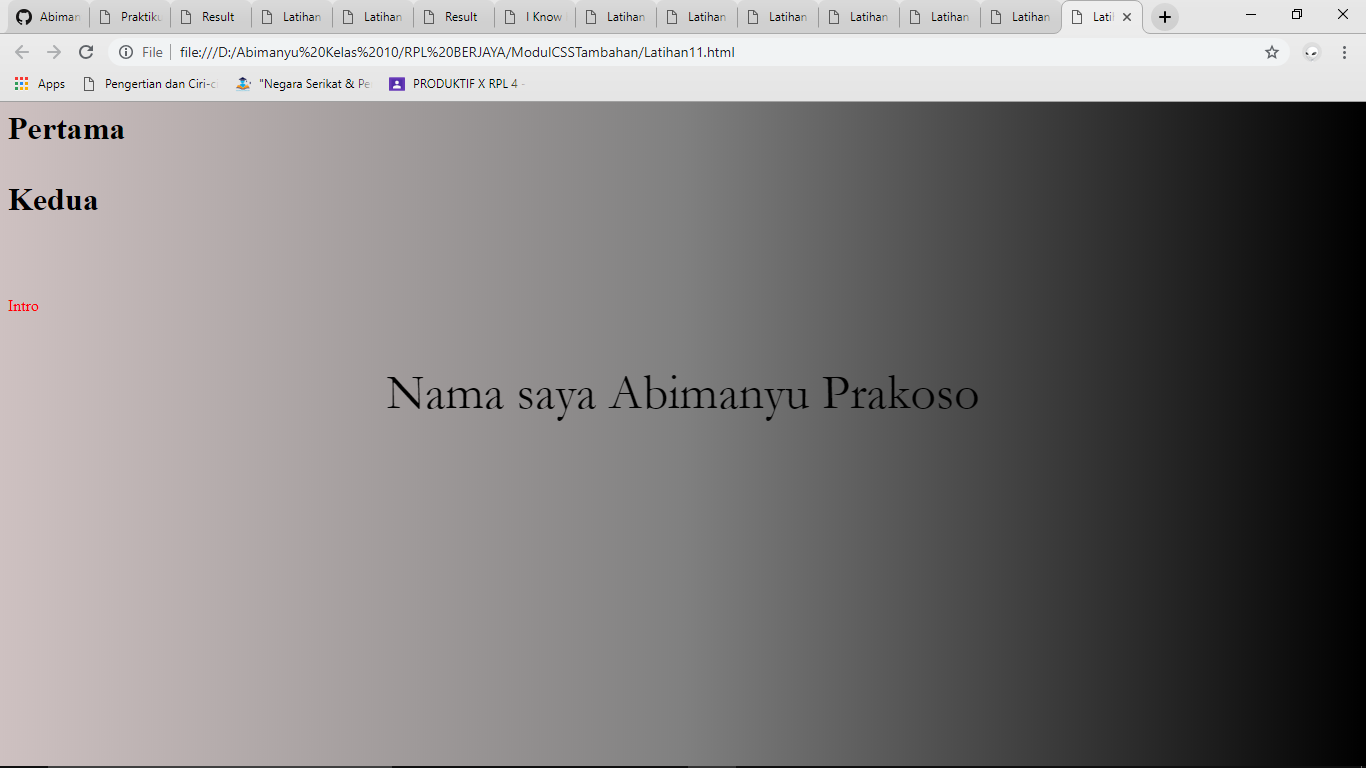 Abiman
Praktiku
Result
Latihan
Latihan
Result
I Know
Latihan
Latihan
Latihan
Latihan
Latihan
Latihan
Latil
File
file:///D:/Abimanyu%20Kelas%2010/RPL%20BERJAYA/ModulCSSTambahan/Latihan11.html
Apps
Pengertian dan Ciri-c
"Negara Serikat & Pe
PRODUKTIF X RPL 4 -
Pertama
Kedua
Intro
Nama saya Abimanyu Prakoso